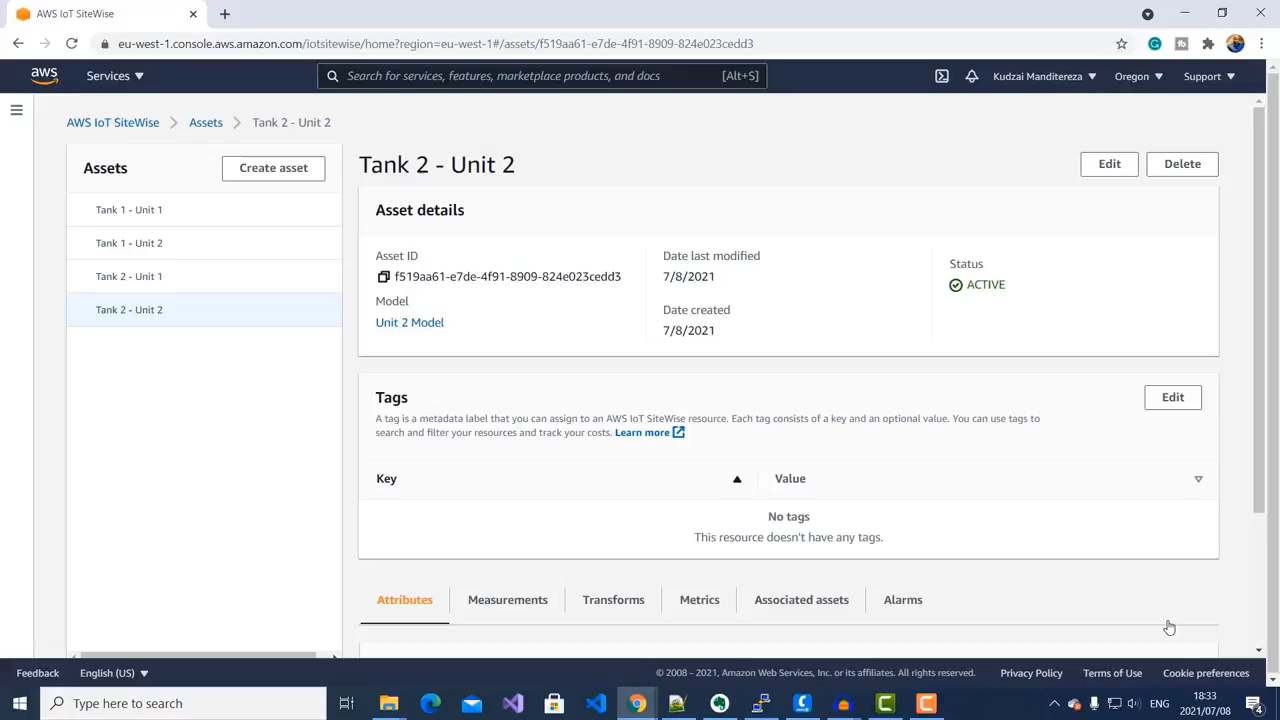 AWS IoT SiteWise
eu-west-1.console.aws.amazon.com/iotsitewise/home?region=eu-west-1#/assets/f519aa61-e7de-4f91-8909-824e023cedd3
aws Services Search for services, features, marketplace products, and docs [Alt+S] Kudzai Manditereza Oregon Support
AWS IoT SiteWise Assets Tank 2 - Unit 2
Assets Create asset
Tank 1 - Unit 1
Tank 1 - Unit 2
Tank 2 - Unit 1
Tank 2 - Unit 2
Tank 2 - Unit 2 Edit Delete
Asset details
Asset ID
f519aa61-e7de-4f91-8909-824e023cedd3
Model
Unit 2 Model
Date last modified
7/8/2021
Date created
7/8/2021
Status
ACTIVE
Tags Edit
A tag is a metadata label that you can assign to an AWS IoT SiteWise resource. Each tag consists of a key and an optional value. You can use tags to
search and filter your resources and track your costs. Learn more
Key Value
No tags
This resource doesn't have any tags.
Attributes Measurements Transforms Metrics Associated assets Alarms
Feedback English (US) © 2008 - 2021, Amazon Web Services, Inc. or its affiliates. All rights reserved. Privacy Policy Terms of Use Cookie preferences
Type here to search ENG 18:33
2021/07/08
4